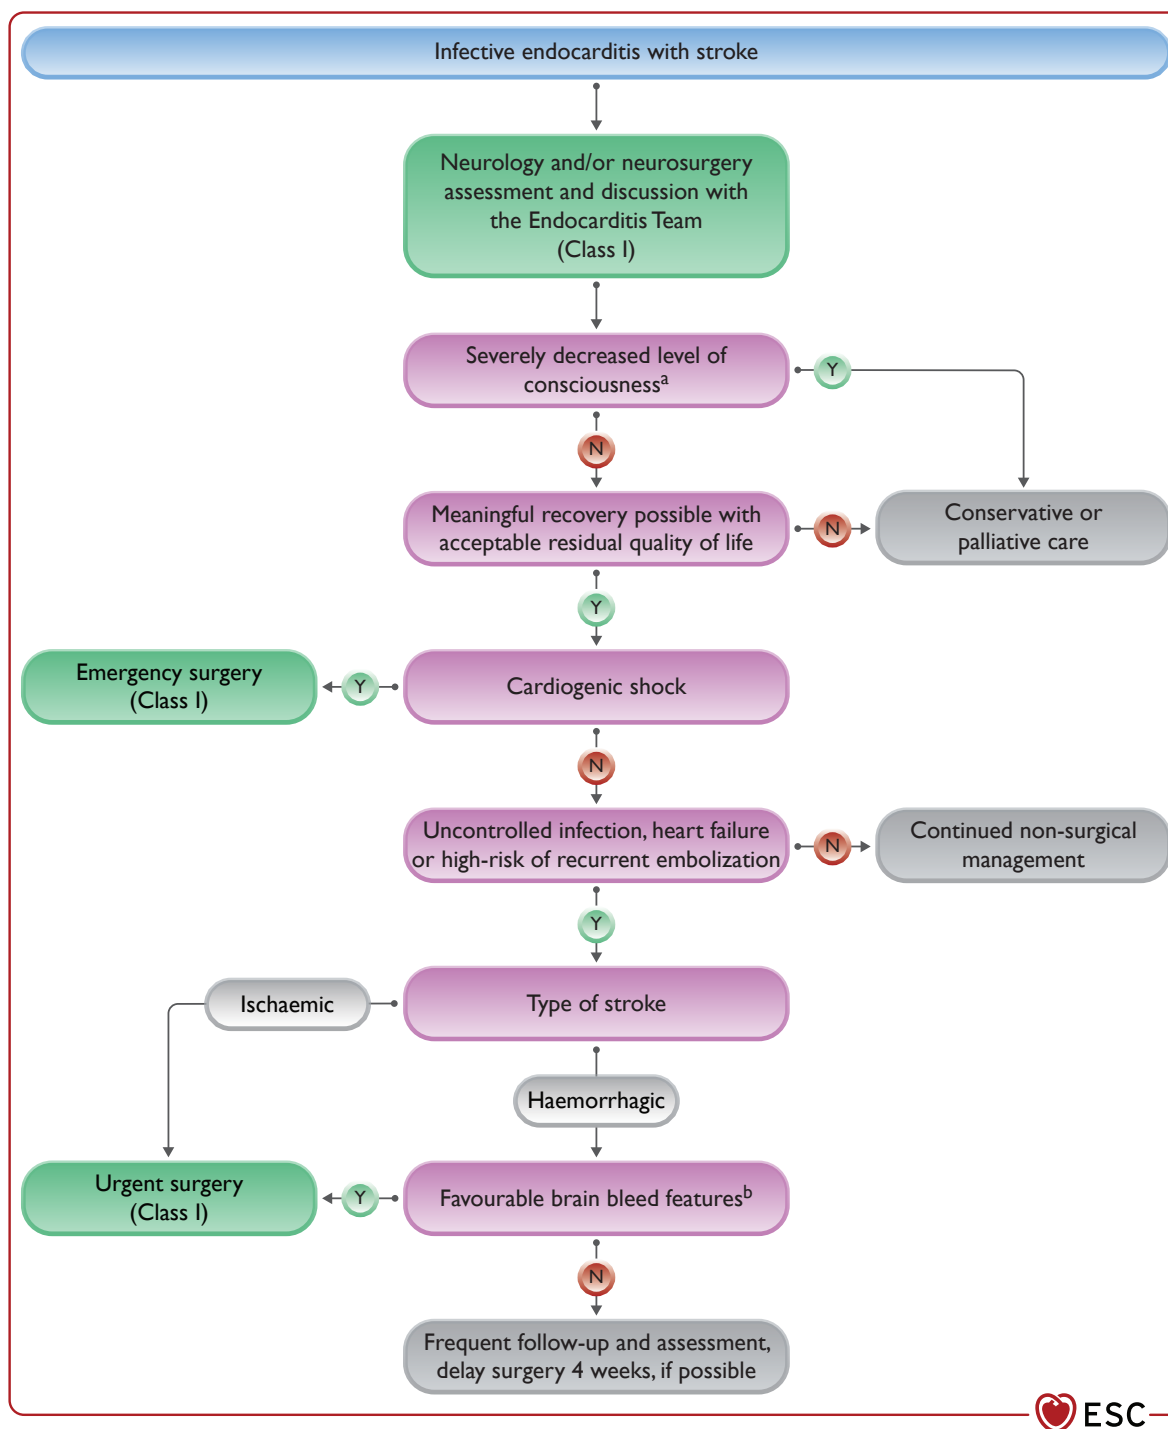 Infective endocarditis with stroke
Neurology and/or neurosurgery
assessment and discussion with
the Endocarditis Team
(Class I)
Severely decreased level of
consciousnessᵃ
Y
N
Meaningful recovery possible with
acceptable residual quality of life
N
Conservative or
palliative care
Y
Emergency surgery
(Class I)
Y
Cardiogenic shock
N
Uncontrolled infection, heart failure
or high-risk of recurrent embolization
N
Continued non-surgical
management
Y
Ischaemic
Type of stroke
Haemorrhagic
Urgent surgery
(Class I)
Y
Favourable brain bleed featuresᵇ
N
Frequent follow-up and assessment,
delay surgery 4 weeks, if possible
ESC